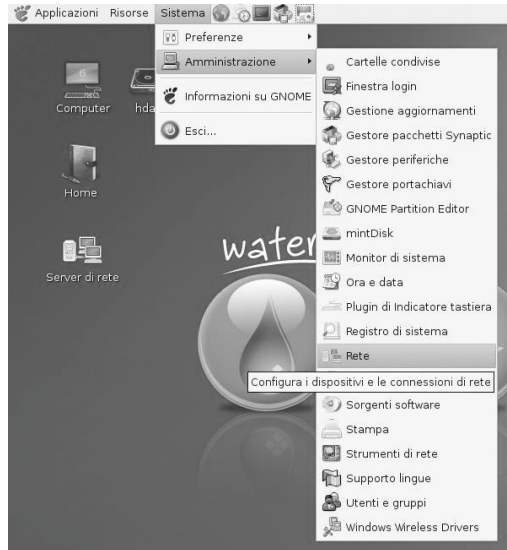 Applicazioni Risorse Sistema
Preferenze
Amministrazione
Informazioni su GNOME
Esci...
6
Computer
hda
Home
Server di rete
water
Cartelle condivise
Finestra login
Gestione aggiornamenti
Gestore pacchetti Synaptic
Gestore periferiche
Gestore portachiavi
GNOME Partition Editor
mintDisk
Monitor di sistema
Ora e data
Plugin di Indicatore tastiera
Registro di sistema
Rete
Configura i dispositivi e le connessioni di rete
Sorgenti software
Stampa
Strumenti di rete
Supporto lingue
Utenti e gruppi
Windows Wireless Drivers